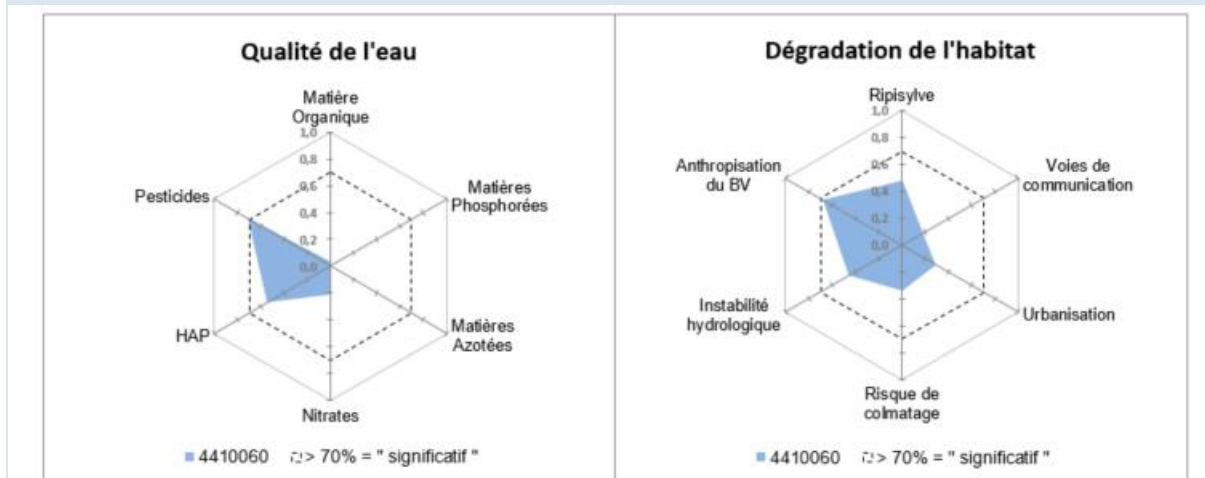 Qualité de l'eau
Matière
Organique
1,0
0,8
0,6
0,4
0,2
0,0
Matières
Phosphorées
Matières
Azotées
Nitrates
HAP
Pesticides
4410060 > 70% = " significatif "
Dégradation de l'habitat
Ripisylve
1,0
0,8
0,6
0,4
0,2
0,0
Voies de
communication
Urbanisation
Risque de
colmatage
Instabilité
hydrologique
Anthropisation
du BV
4410060 > 70% = " significatif "